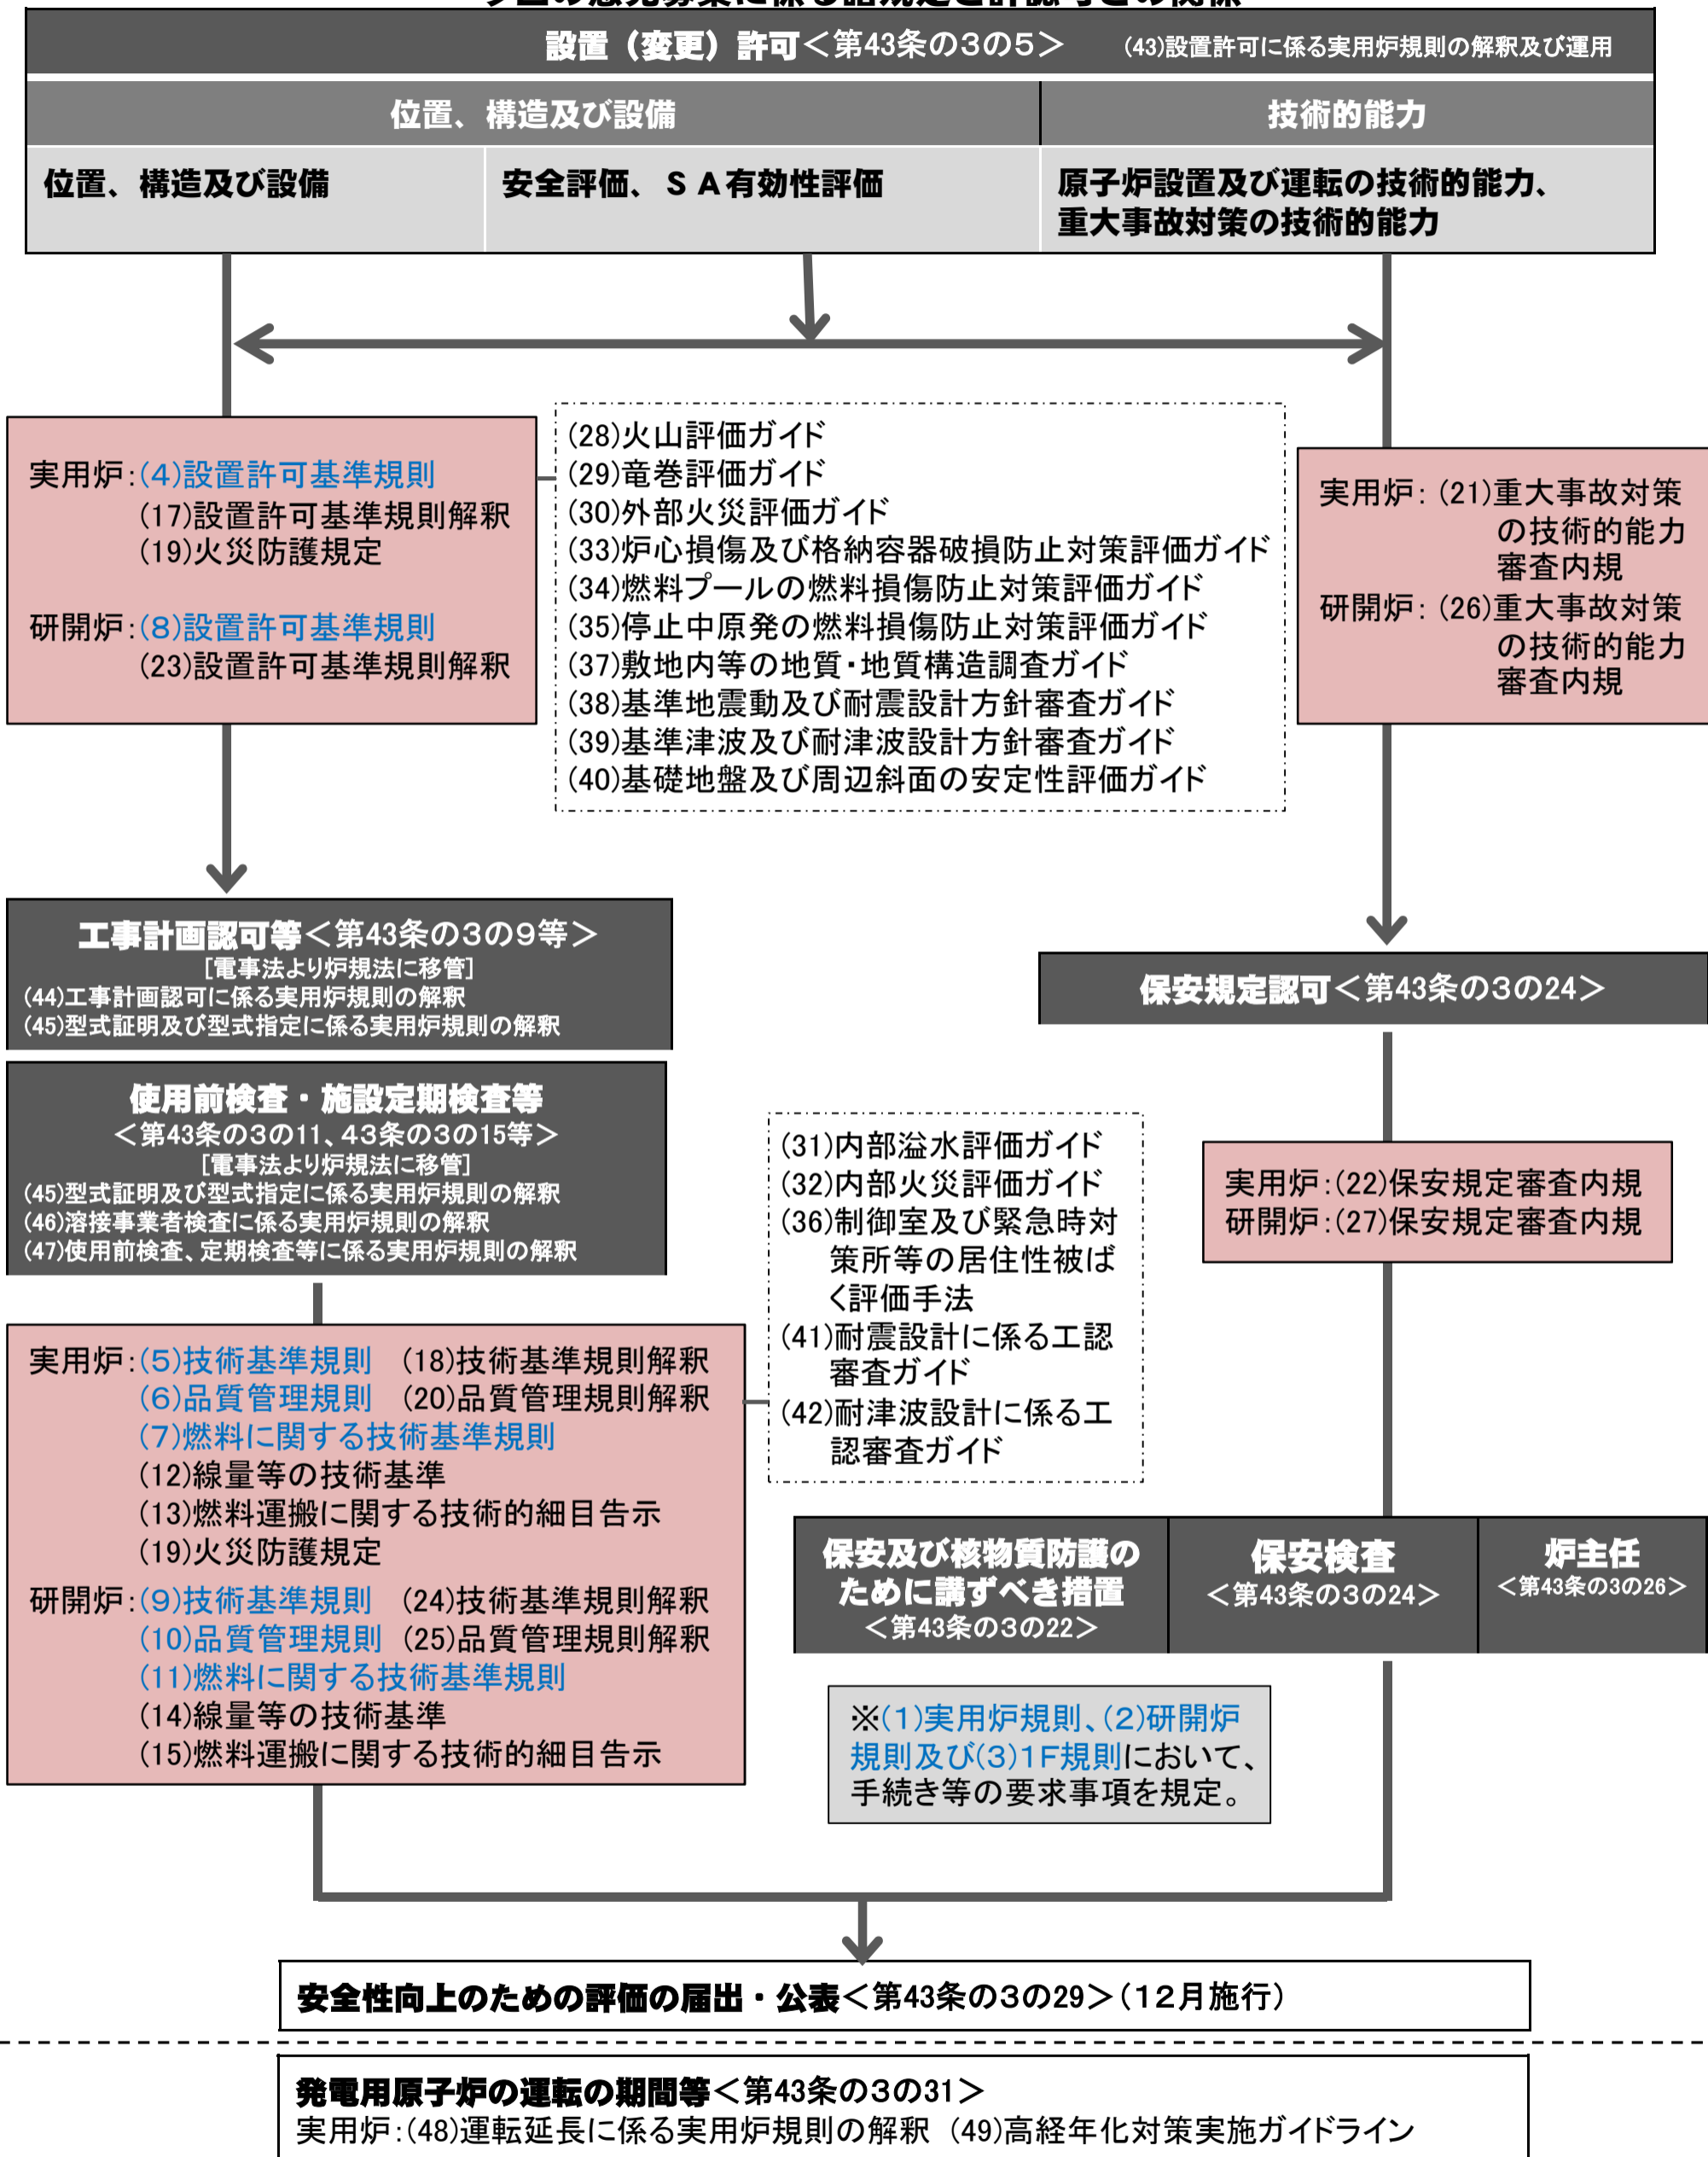 設置（変更）許可＜第43条の3の5＞ (43)設置許可に係る実用炉規則の解釈及び運用
位置、構造及び設備 技術的能力
位置、構造及び設備
安全評価、ＳＡ有効性評価
原子炉設置及び運転の技術的能力、
重大事故対策の技術的能力
実用炉：(4)設置許可基準規則
(17)設置許可基準規則解釈
(19)火災防護規定
研開炉：(8)設置許可基準規則
(23)設置許可基準規則解釈
(28)火山評価ガイド
(29)竜巻評価ガイド
(30)外部火災評価ガイド
(33)炉心損傷及び格納容器破損防止対策評価ガイド
(34)燃料プールの燃料損傷防止対策評価ガイド
(35)停止中原発の燃料損傷防止対策評価ガイド
(37)敷地内等の地質・地質構造調査ガイド
(38)基準地震動及び耐震設計方針審査ガイド
(39)基準津波及び耐津波設計方針審査ガイド
(40)基礎地盤及び周辺斜面の安定性評価ガイド
実用炉：(21)重大事故対策
の技術的能力
審査内規
研開炉：(26)重大事故対策
の技術的能力
審査内規
工事計画認可等＜第43条の3の9等＞
[電事法より炉規法に移管]
(44)工事計画認可に係る実用炉規則の解釈
(45)型式証明及び型式指定に係る実用炉規則の解釈
保安規定認可＜第43条の3の24＞
使用前検査・施設定期検査等
＜第43条の3の11、43条の3の15等＞
[電事法より炉規法に移管]
(45)型式証明及び型式指定に係る実用炉規則の解釈
(46)溶接事業者検査に係る実用炉規則の解釈
(47)使用前検査、定期検査等に係る実用炉規則の解釈
(31)内部溢水評価ガイド
(32)内部火災評価ガイド
(36)制御室及び緊急時対
策所等の居住性被ば
く評価手法
(41)耐震設計に係る工認
審査ガイド
(42)耐津波設計に係る工
認審査ガイド
実用炉：(22)保安規定審査内規
研開炉：(27)保安規定審査内規
実用炉：(5)技術基準規則 (18)技術基準規則解釈
(6)品質管理規則 (20)品質管理規則解釈
(7)燃料に関する技術基準規則
(12)線量等の技術基準
(13)燃料運搬に関する技術的細目告示
(19)火災防護規定
研開炉：(9)技術基準規則 (24)技術基準規則解釈
(10)品質管理規則 (25)品質管理規則解釈
(11)燃料に関する技術基準規則
(14)線量等の技術基準
(15)燃料運搬に関する技術的細目告示
保安及び核物質防護の
ために講ずべき措置
＜第43条の3の22＞
保安検査
＜第43条の3の24＞
炉主任
＜第43条の3の26＞
※(1)実用炉規則、(2)研開炉
規則及び(3)1F規則において、
手続き等の要求事項を規定。
安全性向上のための評価の届出・公表＜第43条の3の29＞（12月施行）
発電用原子炉の運転の期間等＜第43条の3の31＞
実用炉：(48)運転延長に係る実用炉規則の解釈 (49)高経年化対策実施ガイドライン